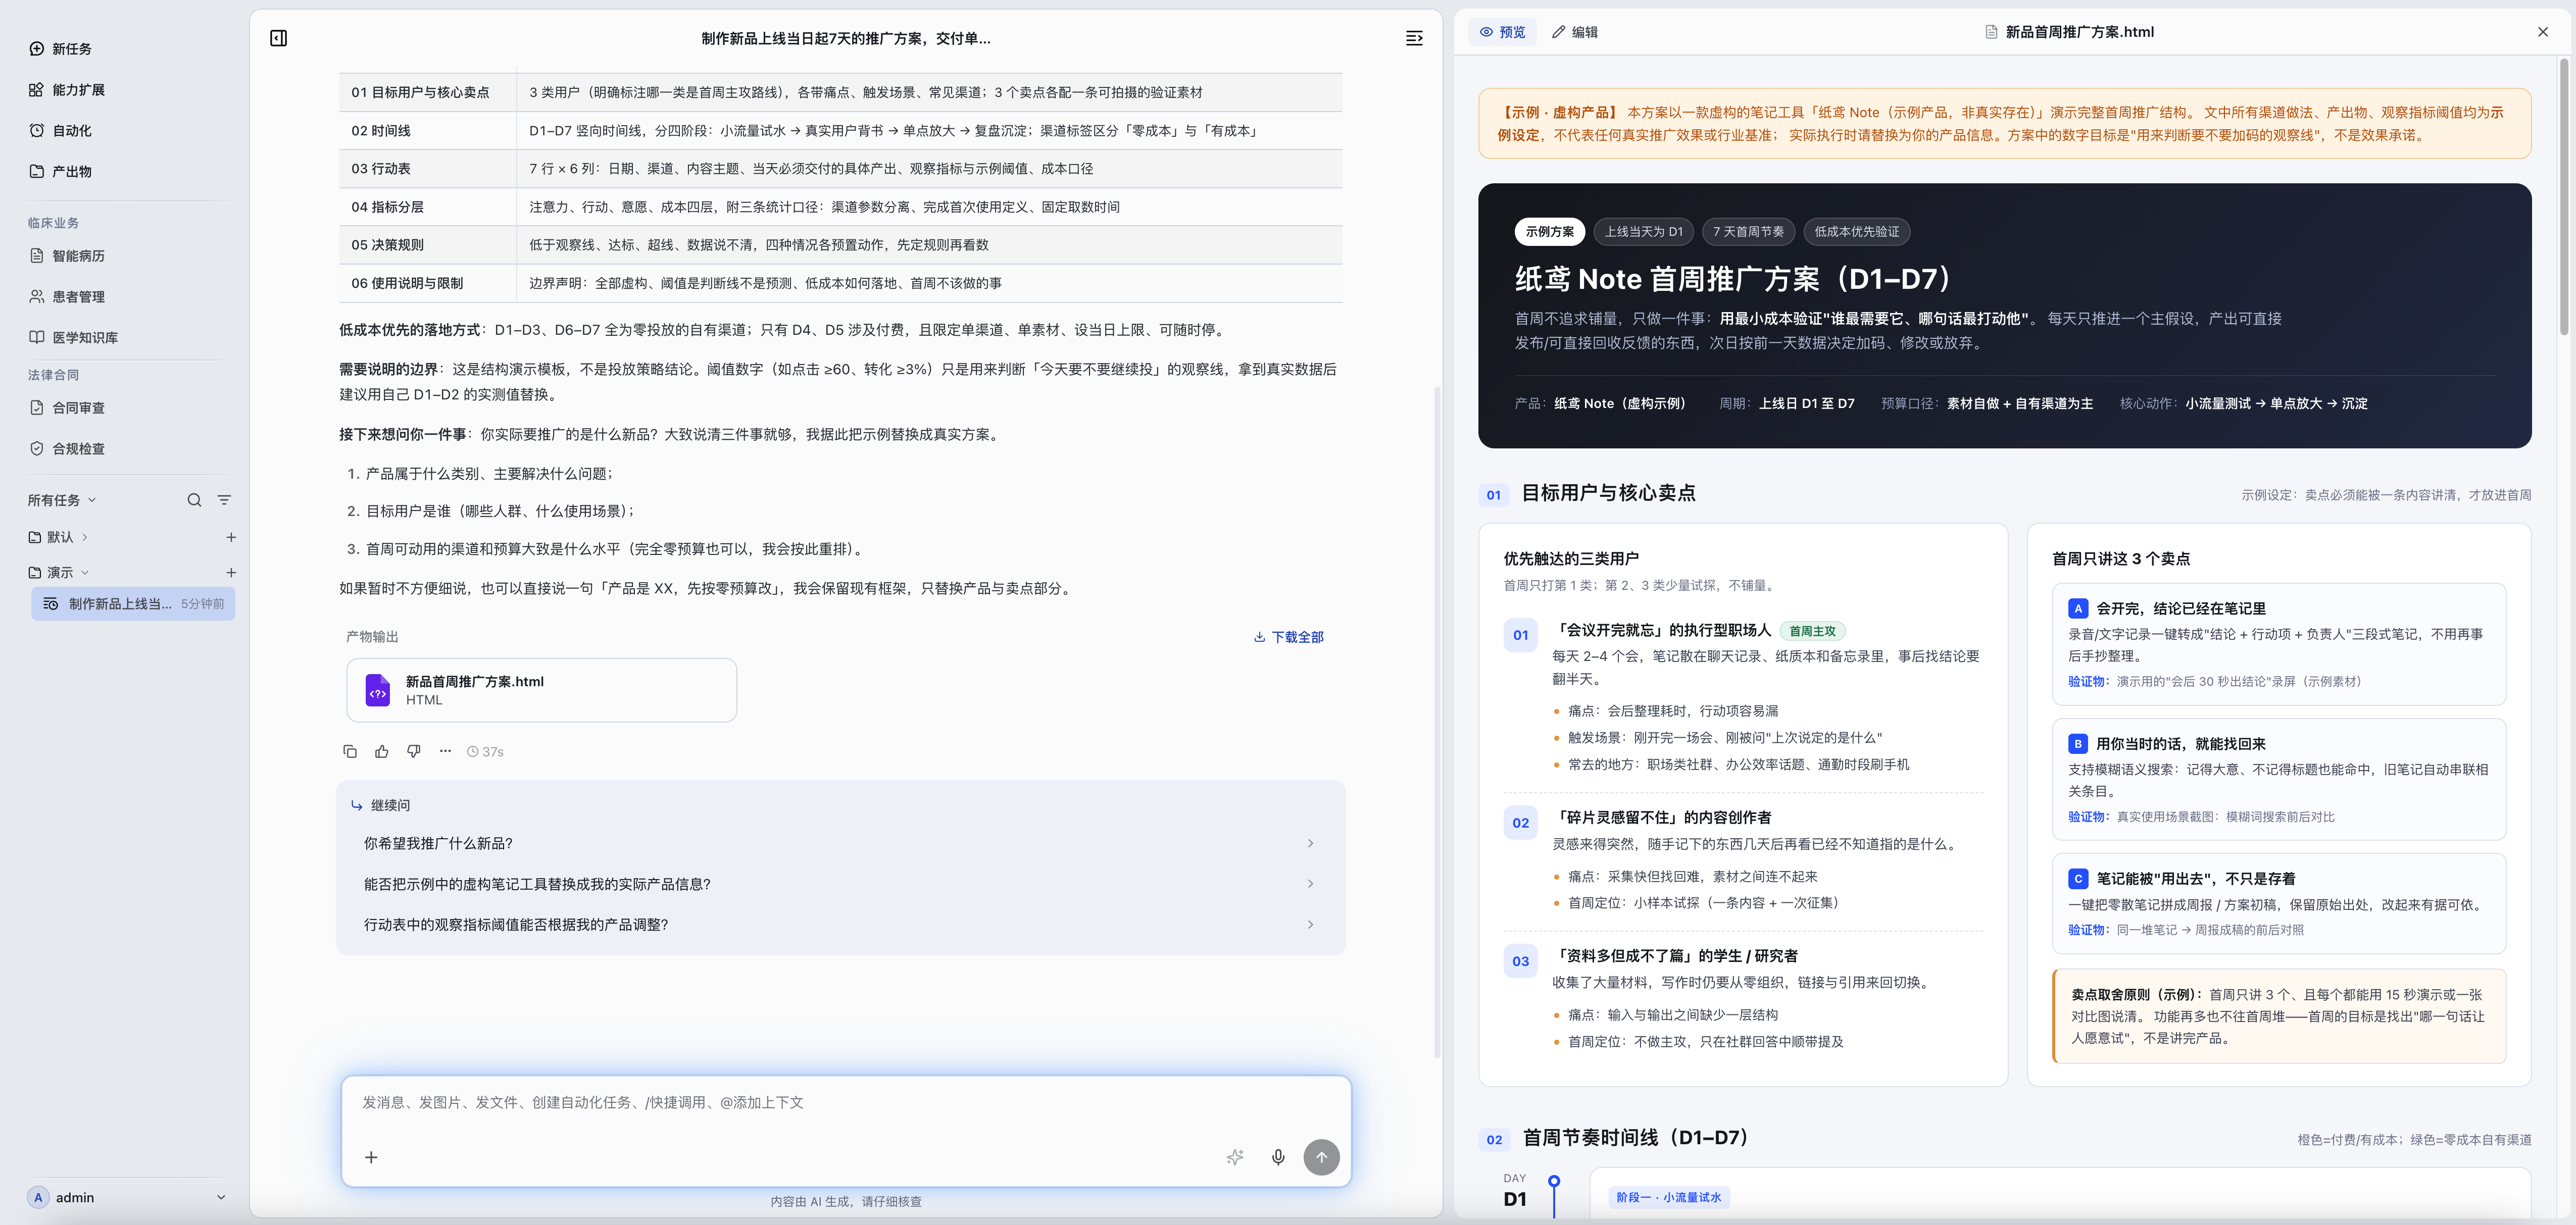 新任务
能力扩展
自动化
产出物
临床业务
智能病历
患者管理
医学知识库
法律合同
合同审查
合规检查
所有任务
默认
演示
制作新品上线当... 5分钟前
A admin
制作新品上线当日起7天的推广方案，交付单...
01 目标用户与核心卖点 3 类用户（明确标注哪一类是首周主攻路线），各带痛点、触发场景、常见渠道；3 个卖点各配一条可拍摄的验证素材
02 时间线 D1–D7 竖向时间线，分四阶段：小流量试水 → 真实用户背书 → 单点放大 → 复盘沉淀；渠道标签区分「零成本」与「有成本」
03 行动表 7 行 × 6 列：日期、渠道、内容主题、当天必须交付的具体产出、观察指标与示例阈值、成本口径
04 指标分层 注意力、行动、意愿、成本四层，附三条统计口径：渠道参数分离、完成首次使用定义、固定取数时间
05 决策规则 低于观察线、达标、超线、数据说不清，四种情况各预置动作，先定规则再看数
06 使用说明与限制 边界声明：全部虚构、阈值是判断线不是预测、低成本如何落地、首周不该做的事
低成本优先的落地方式：D1–D3、D6–D7 全为零投放的自有渠道；只有 D4、D5 涉及付费，且限定单渠道、单素材、设当日上限、可随时停。
需要说明的边界：这是结构演示模板，不是投放策略结论。阈值数字（如点击 ≥60、转化 ≥3%）只是用来判断「今天要不要继续投」的观察线，拿到真实数据后
建议用自己 D1–D2 的实测值替换。
接下来想问你一件事：你实际要推广的是什么新品？大致说清三件事就够，我据此把示例替换成真实方案。
1. 产品属于什么类别、主要解决什么问题；
2. 目标用户是谁（哪些人群、什么使用场景）；
3. 首周可动用的渠道和预算大致是什么水平（完全零预算也可以，我会按此重排）。
如果暂时不方便细说，也可以直接说一句「产品是 XX，先按零预算改」，我会保留现有框架，只替换产品与卖点部分。
产物输出 下载全部
新品首周推广方案.html
HTML
37s
继续问
你希望我推广什么新品？
能否把示例中的虚构笔记工具替换成我的实际产品信息？
行动表中的观察指标阈值能否根据我的产品调整？
发消息、发图片、发文件、创建自动化任务、/快捷调用、@添加上下文
内容由 AI 生成，请仔细核查
预览 编辑 新品首周推广方案.html
【示例 · 虚构产品】 本方案以一款虚构的笔记工具「纸鸢 Note（示例产品，非真实存在）」演示完整首周推广结构。 文中所有渠道做法、产出物、观察指标阈值均为示
例设定，不代表任何真实推广效果或行业基准； 实际执行时请替换为你的产品信息。方案中的数字目标是"用来判断要不要加码的观察线"，不是效果承诺。
示例方案 上线当天为 D1 7 天首周节奏 低成本优先验证
纸鸢 Note 首周推广方案（D1–D7）
首周不追求铺量，只做一件事：用最小成本验证"谁最需要它、哪句话最打动他"。 每天只推进一个主假设，产出可直接
发布/可直接回收反馈的东西，次日按前一天数据决定加码、修改或放弃。
产品：纸鸢 Note（虚构示例） 周期：上线日 D1 至 D7 预算口径：素材自做 + 自有渠道为主 核心动作：小流量测试 → 单点放大 → 沉淀
01 目标用户与核心卖点 示例设定：卖点必须能被一条内容讲清，才放进首周
优先触达的三类用户
首周只打第 1 类；第 2、3 类少量试探，不铺量。
01 「会议开完就忘」的执行型职场人 首周主攻
每天 2–4 个会，笔记散在聊天记录、纸质本和备忘录里，事后找结论要
翻半天。
痛点：会后整理耗时，行动项容易漏
触发场景：刚开完一场会、刚被问"上次说定的是什么"
常去的地方：职场类社群、办公效率话题、通勤时段刷手机
02 「碎片灵感留不住」的内容创作者
灵感来得突然，随手记下的东西几天后再看已经不知道指的是什么。
痛点：采集快但找回难，素材之间连不起来
首周定位：小样本试探（一条内容 + 一次征集）
03 「资料多但成不了篇」的学生 / 研究者
收集了大量材料，写作时仍要从零组织，链接与引用来回切换。
痛点：输入与输出之间缺少一层结构
首周定位：不做主攻，只在社群回答中顺带提及
首周只讲这 3 个卖点
A 会开完，结论已经在笔记里
录音/文字记录一键转成"结论 + 行动项 + 负责人"三段式笔记，不用再事
后手抄整理。
验证物：演示用的"会后 30 秒出结论"录屏（示例素材）
B 用你当时的话，就能找回来
支持模糊语义搜索：记得大意、不记得标题也能命中，旧笔记自动串联相
关条目。
验证物：真实使用场景截图：模糊词搜索前后对比
C 笔记能被"用出去"，不只是存着
一键把零散笔记拼成周报 / 方案初稿，保留原始出处，改起来有据可依。
验证物：同一堆笔记 → 周报成稿的前后对照
卖点取舍原则（示例）：首周只讲 3 个、且每个都能用 15 秒演示或一张
对比图说清。 功能再多也不往首周堆——首周的目标是找出"哪一句话让
人愿意试"，不是讲完产品。
02 首周节奏时间线（D1–D7） 橙色=付费/有成本；绿色=零成本自有渠道
DAY
D1
阶段一 · 小流量试水